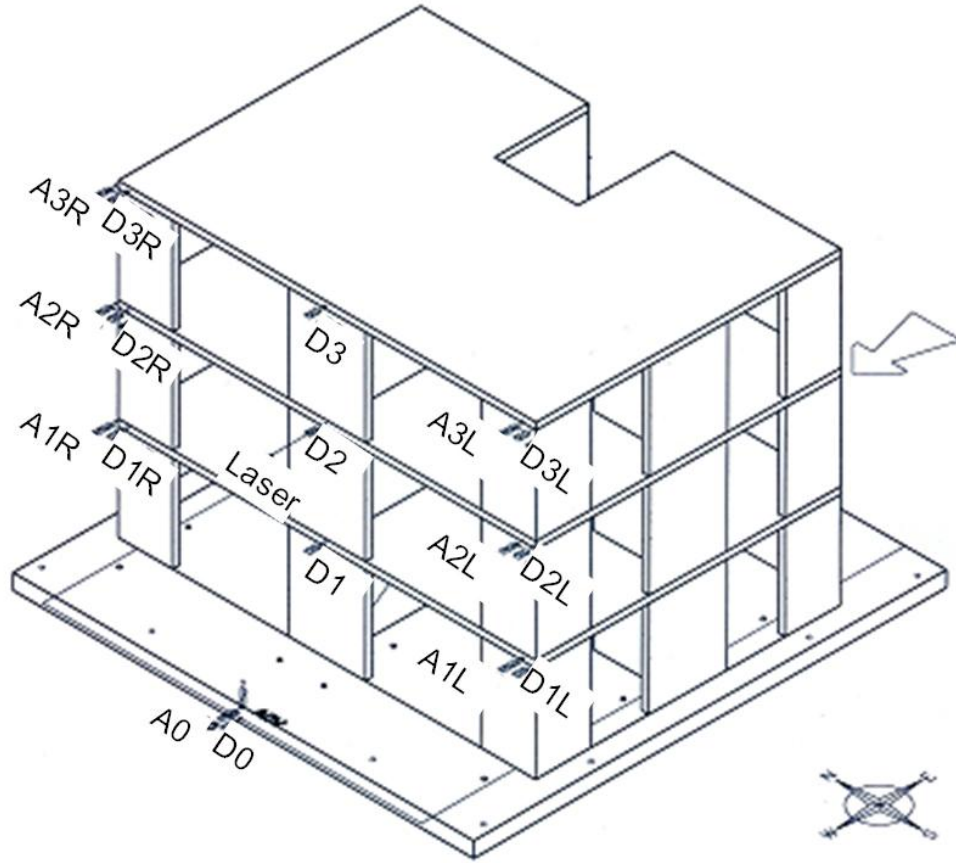 A3R
D3R
A2R
D2R
D3
A1R
D1R
D2
Laser
A3L
D3L
D1
A2L
D2L
A1L
D1L
A0
D0
N
E